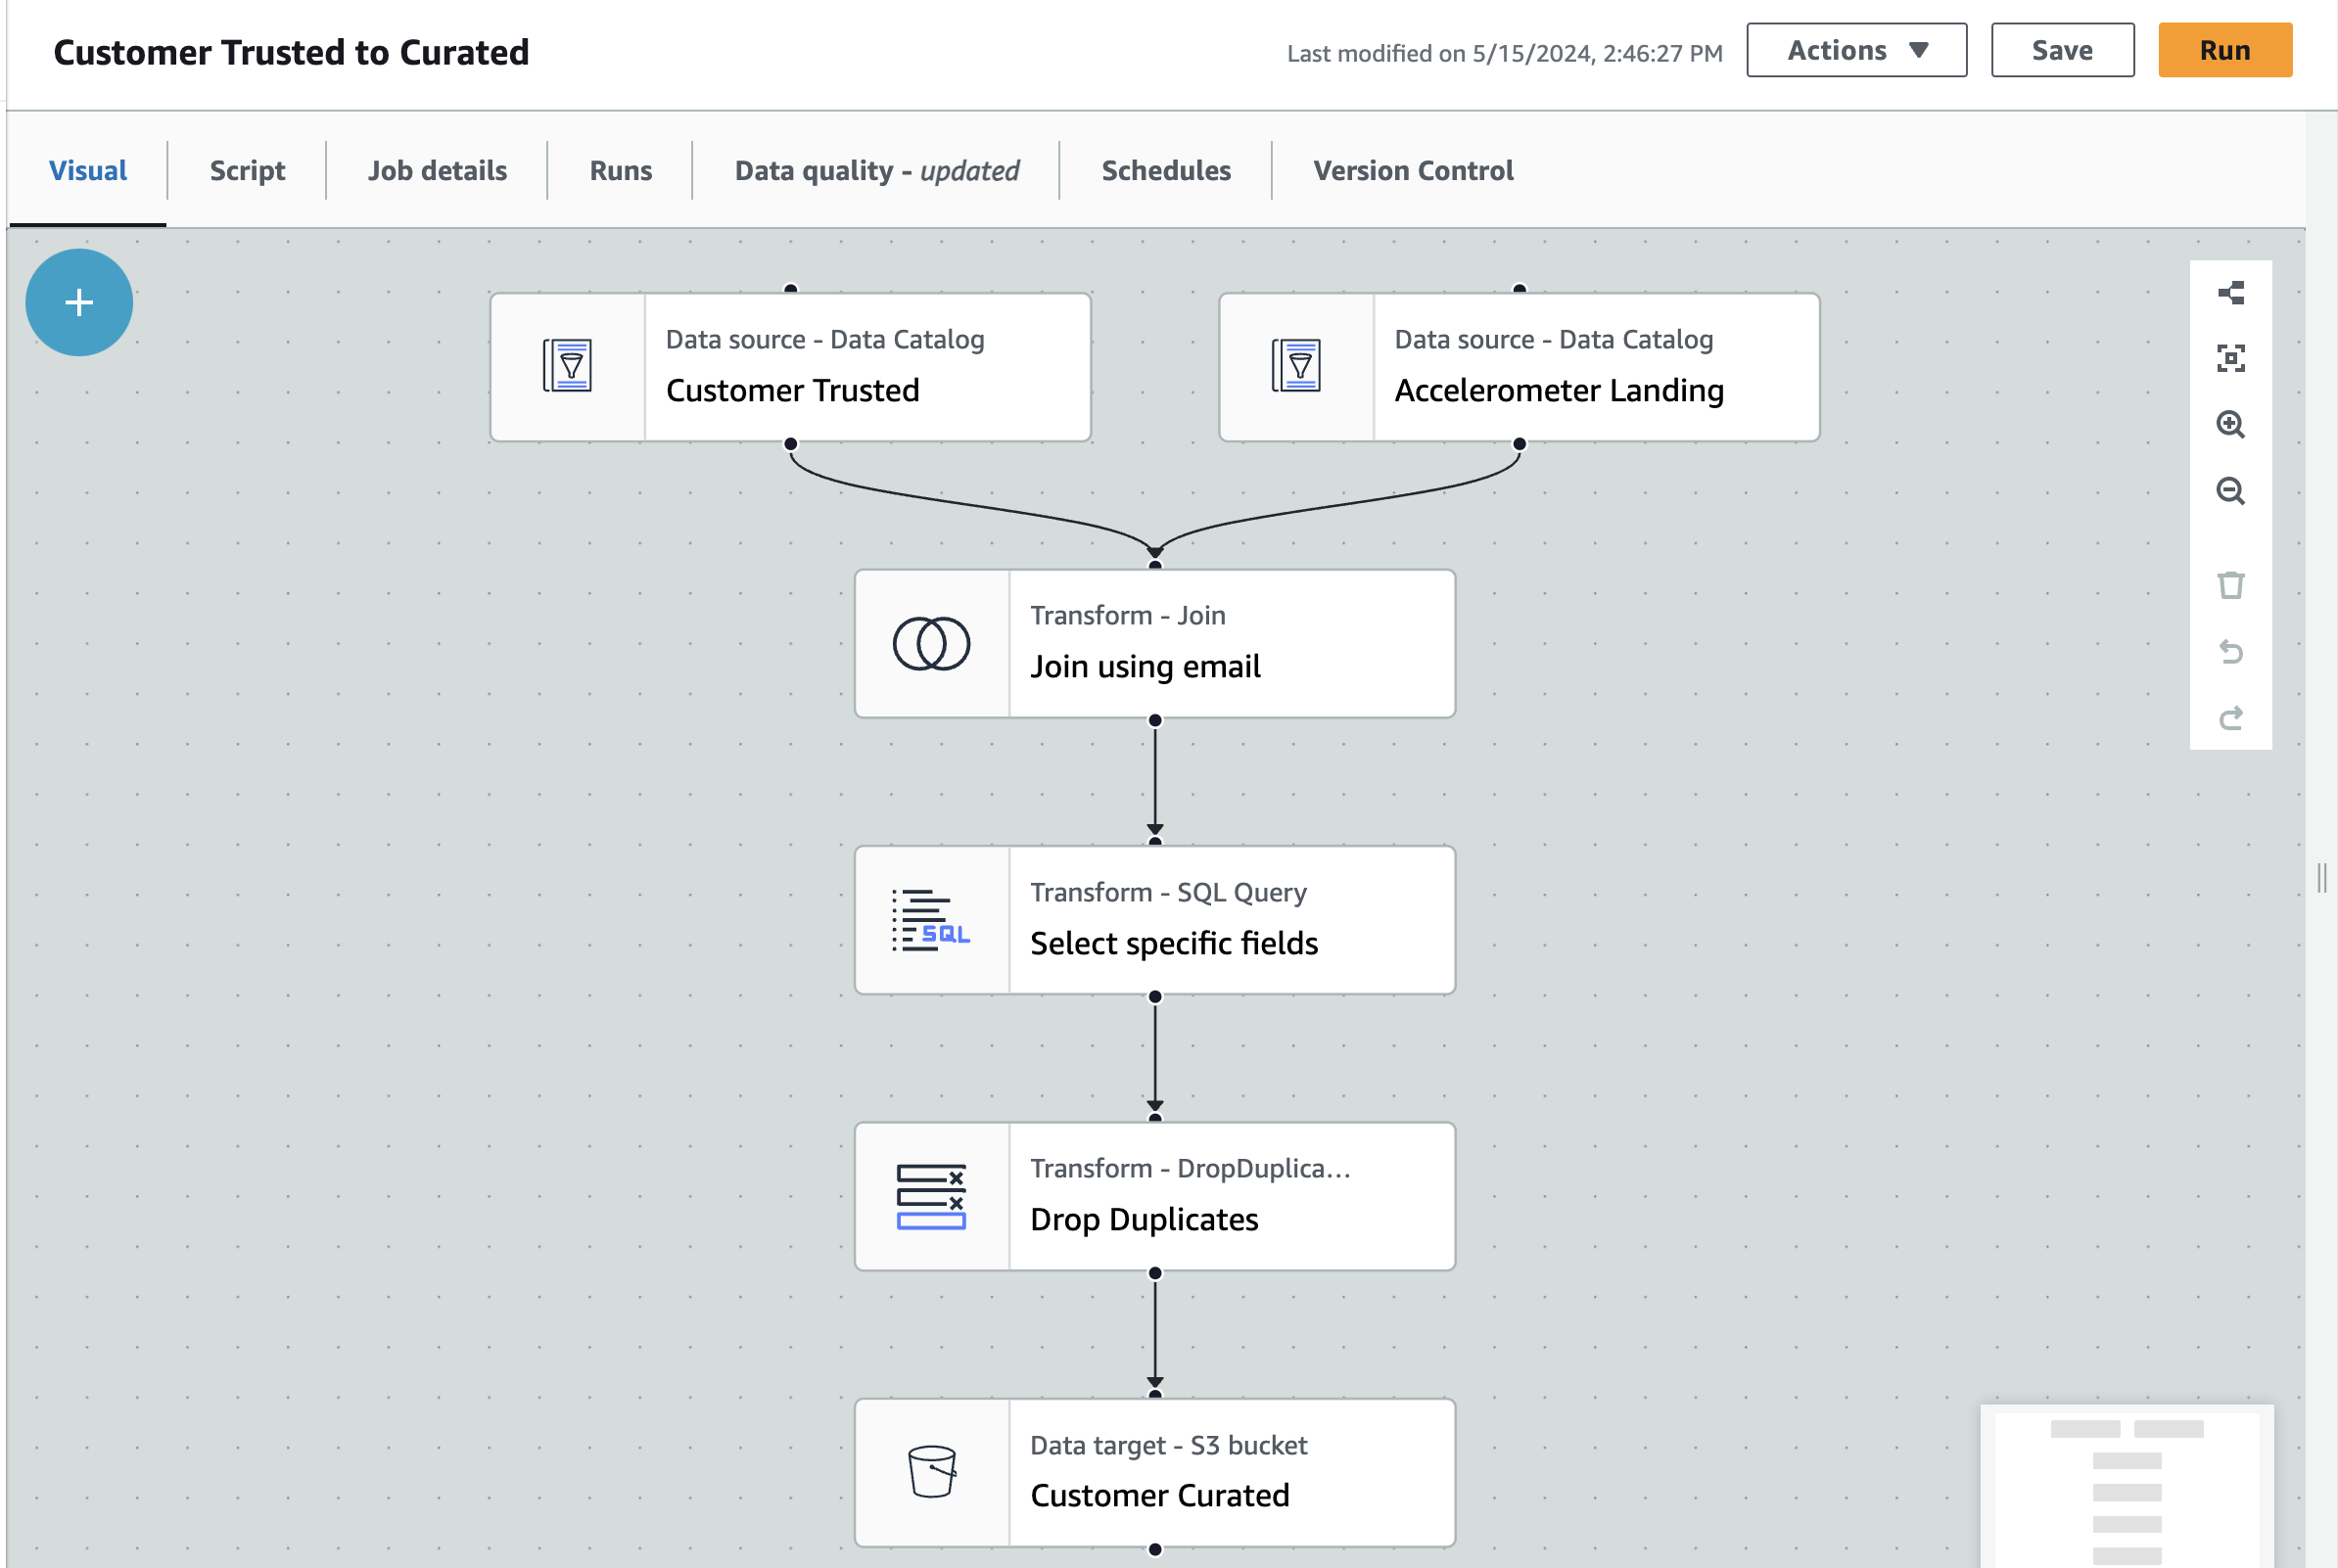 Customer Trusted to Curated
Last modified on 5/15/2024, 2:46:27 PM
Actions
Save
Run
Visual
Script
Job details
Runs
Data quality - updated
Schedules
Version Control
Data source - Data Catalog
Customer Trusted
Data source - Data Catalog
Accelerometer Landing
Transform - Join
Join using email
Transform - SQL Query
Select specific fields
SQL
Transform - DropDuplica...
Drop Duplicates
Data target - S3 bucket
Customer Curated